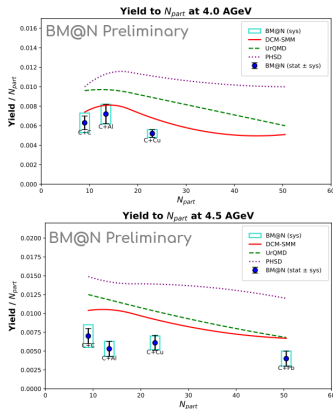 Yield to N_part at 4.0 AGeV
BM@N Preliminary
BM@N (sys)
DCM-SMM
UrQMD
PHSD
BM@N (stat ± sys)
0.014
0.012
0.010
0.008
0.006
0.004
0.002
0.000
Yield / N_part
C+C
C+Al
C+Cu
0 10 20 30 40 50 60
N_part
Yield to N_part at 4.5 AGeV
BM@N Preliminary
BM@N (sys)
DCM-SMM
UrQMD
PHSD
BM@N (stat ± sys)
0.0200
0.0175
0.0150
0.0125
0.0100
0.0075
0.0050
0.0025
0.0000
Yield / N_part
C+C
C+Al
C+Cu
C+Pb
0 10 20 30 40 50 60
N_part